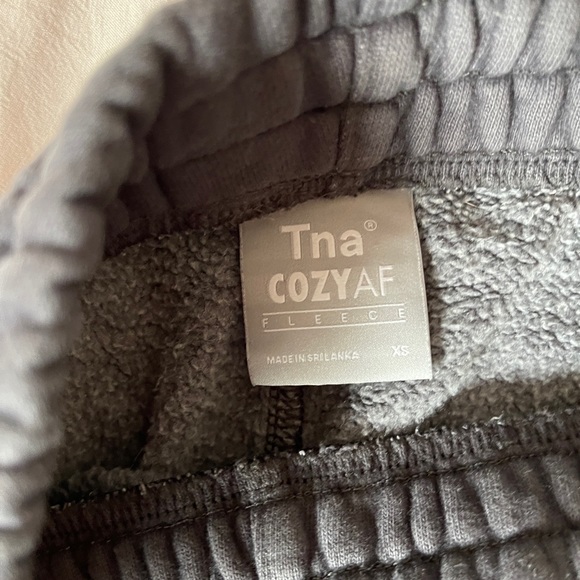 Tna®
COZYAF
FLEECE
MADE IN SRI LANKA XS